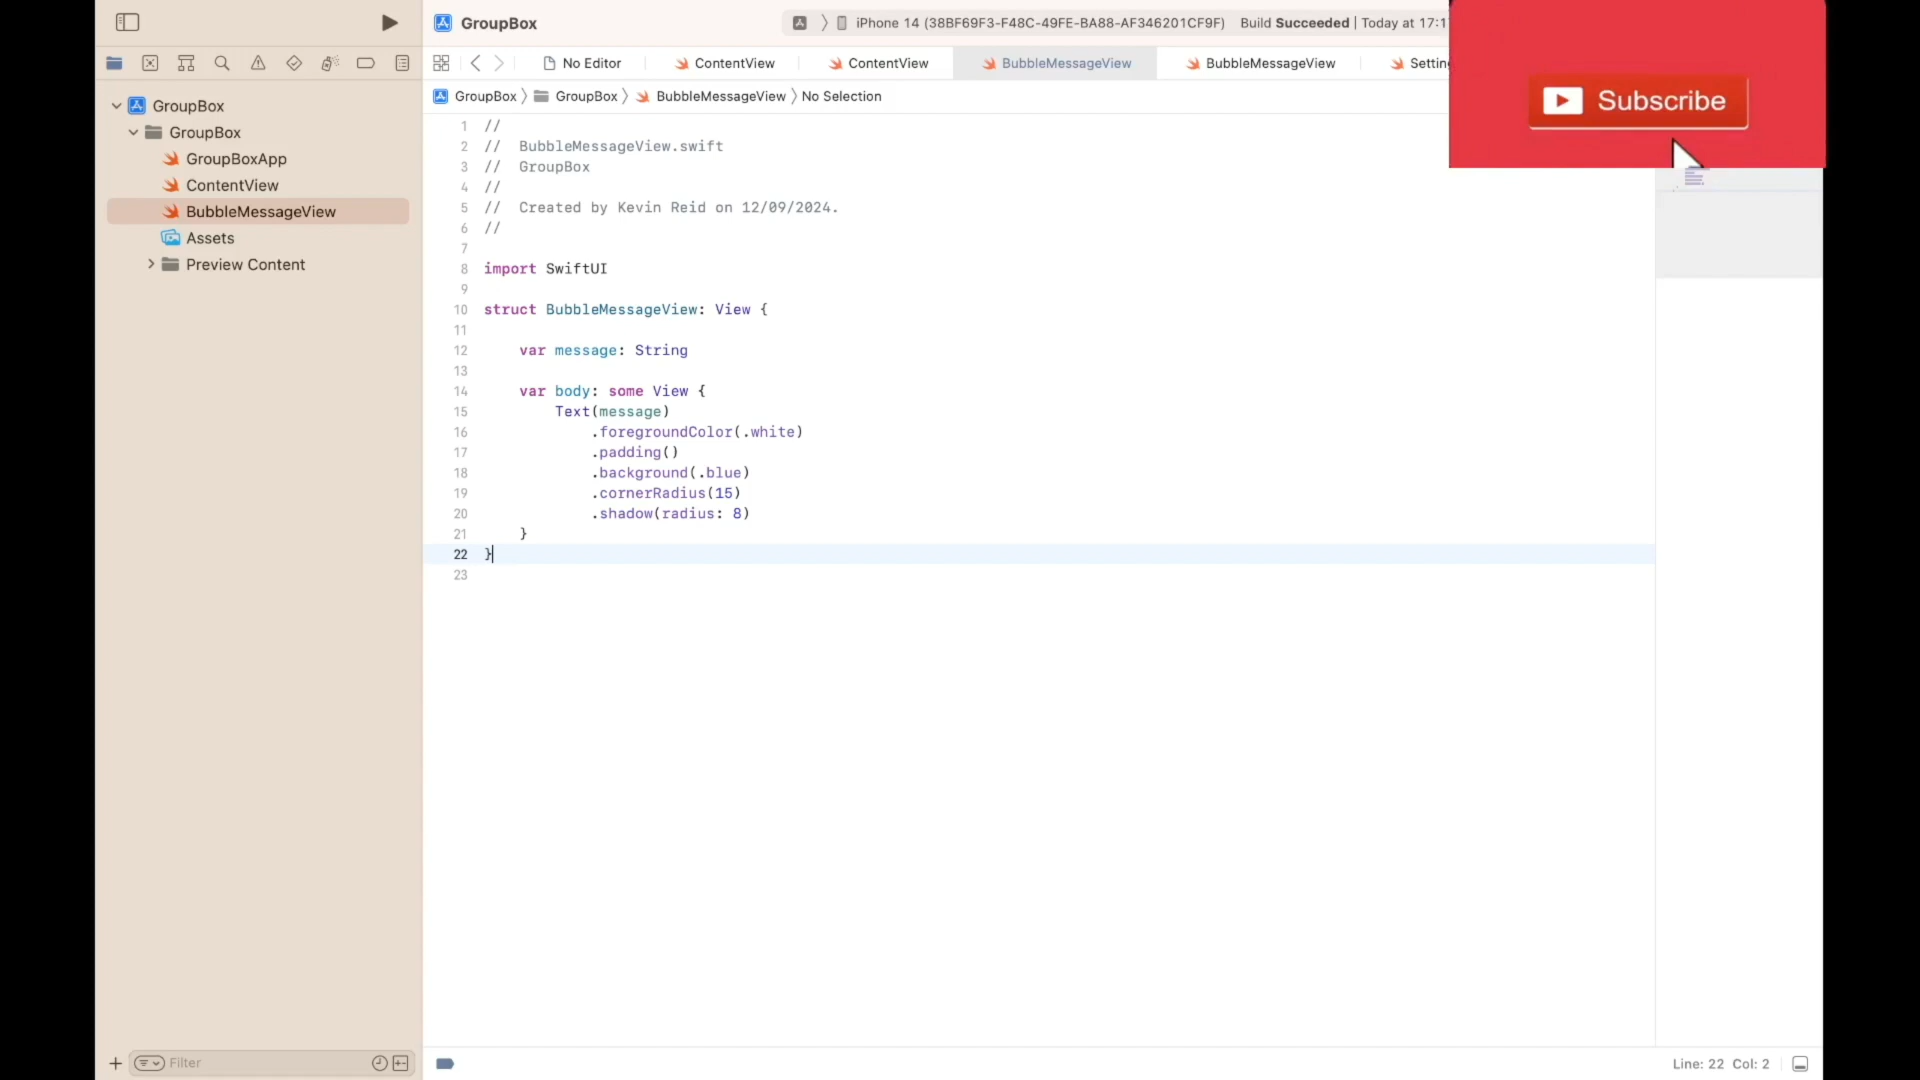 GroupBox
iPhone 14 (38BF69F3-F48C-49FE-BA88-AF346201CF9F) Build Succeeded | Today at 17:1
Subscribe
No Editor
ContentView
ContentView
BubbleMessageView
BubbleMessageView
Settin
GroupBox 〉 GroupBox 〉 BubbleMessageView 〉 No Selection
GroupBox
GroupBox
GroupBoxApp
ContentView
BubbleMessageView
Assets
Preview Content
1 //
2 //  BubbleMessageView.swift
3 //  GroupBox
4 //
5 //  Created by Kevin Reid on 12/09/2024.
6 //
7
8 import SwiftUI
9
10 struct BubbleMessageView: View {
11
12     var message: String
13
14     var body: some View {
15         Text(message)
16             .foregroundColor(.white)
17             .padding()
18             .background(.blue)
19             .cornerRadius(15)
20             .shadow(radius: 8)
21     }
22 }
23
Filter
Line: 22 Col: 2